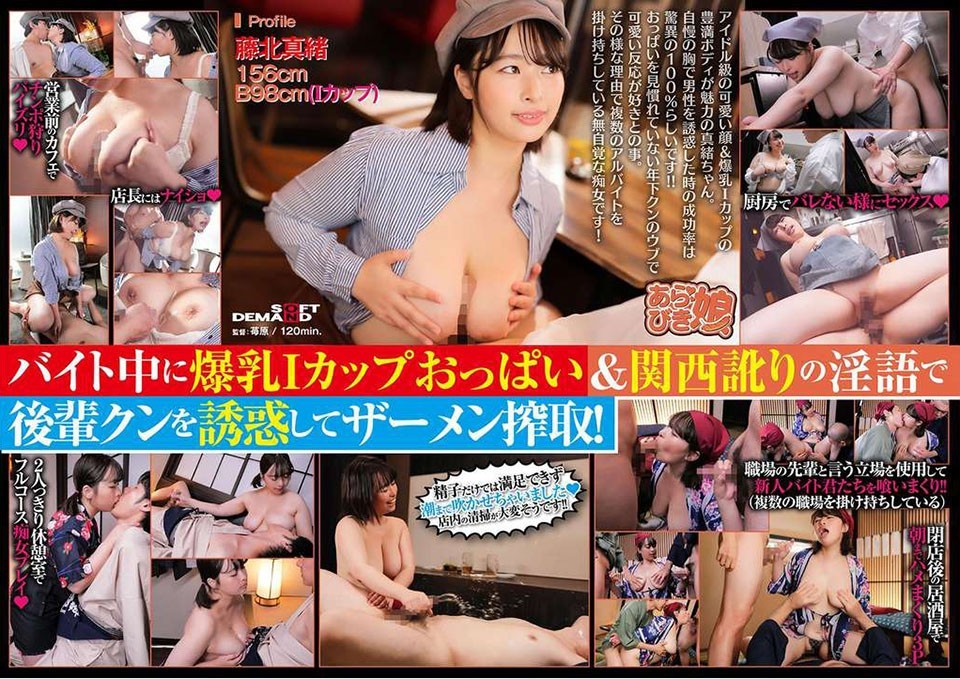 Profile
藤北真緒
156cm
B98cm(Iカップ)
アイドル級の可愛い顔&爆乳Iカップの
豊満ボディが魅力の真緒ちゃん。
自慢の胸で男性を誘惑した時の成功率は
驚異の100%らしいです!!
おっぱいを見慣れていない年下クンのウブで
可愛い反応が好きとの事。
その様な理由で複数のアルバイトを
掛け持ちしている無自覚な痴女です!
営業前のカフェで
チンポ狩り
パイズリ♥
店長にはナイショ♥
厨房でバレない様にセックス♥
SOFT
ON
DEMAND
監督:苺原/120min.
あらびき娘。
バイト中に爆乳Iカップおっぱい&関西訛りの淫語で
後輩クンを誘惑してザーメン搾取!
2人っきり休憩室で
フルコース痴女プレイ♥
精子だけでは満足できず
潮まで吹かせちゃいました♥
店内の清掃が大変そうです!!
職場の先輩と言う立場を使用して
新人バイト君たちを喰いまくり!!
(複数の職場を掛け持ちしている)
閉店後の居酒屋で
朝までハメまくり3P